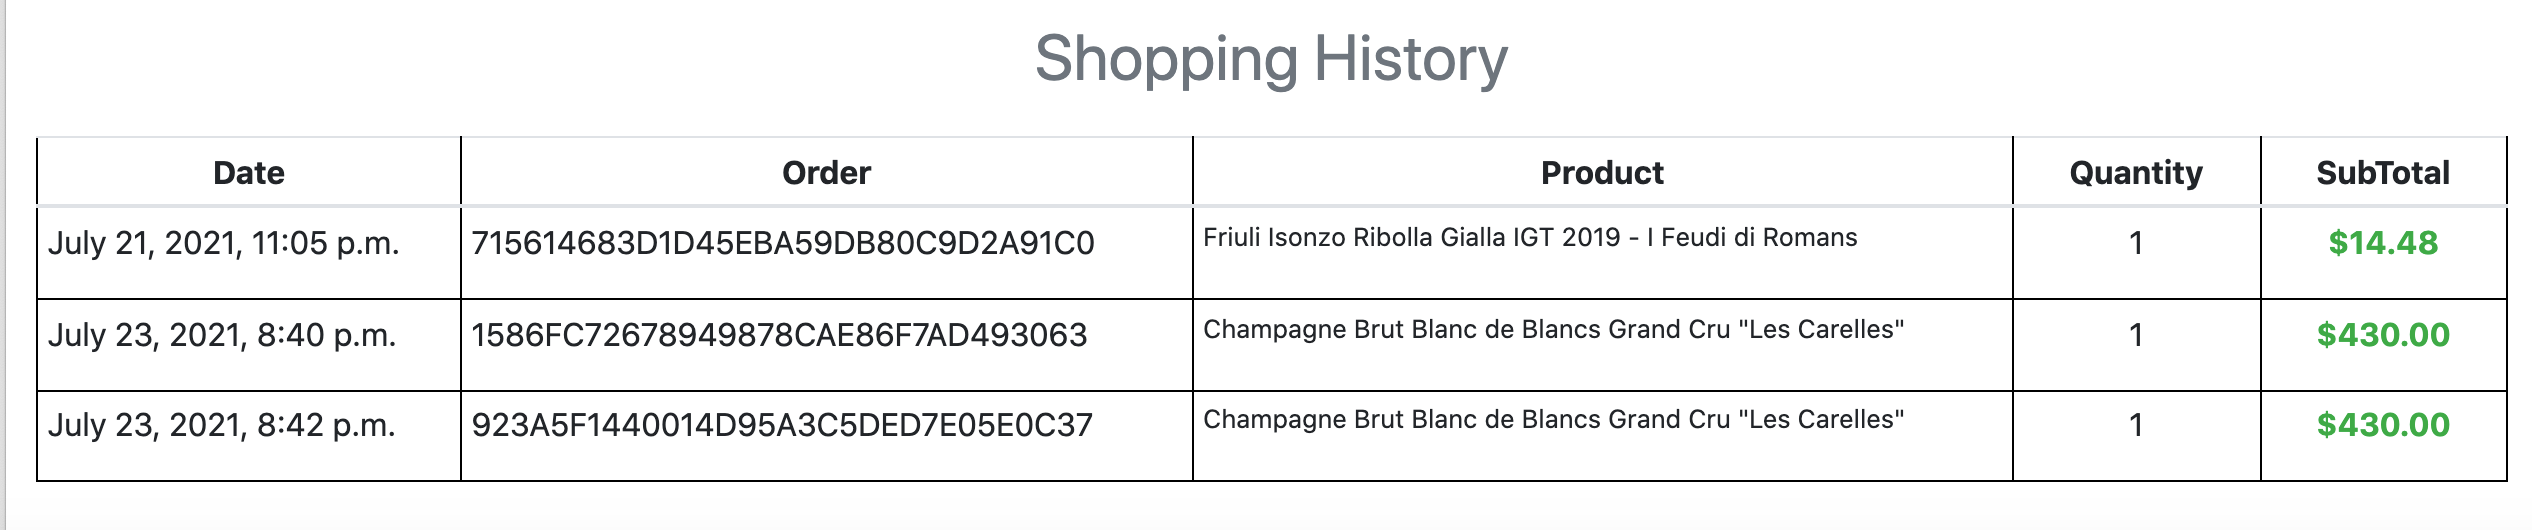 Shopping History
Date Order Product Quantity SubTotal
July 21, 2021, 11:05 p.m. 715614683D1D45EBA59DB80C9D2A91C0 Friuli Isonzo Ribolla Gialla IGT 2019 - I Feudi di Romans 1 $14.48
July 23, 2021, 8:40 p.m. 1586FC72678949878CAE86F7AD493063 Champagne Brut Blanc de Blancs Grand Cru "Les Carelles" 1 $430.00
July 23, 2021, 8:42 p.m. 923A5F1440014D95A3C5DED7E05E0C37 Champagne Brut Blanc de Blancs Grand Cru "Les Carelles" 1 $430.00